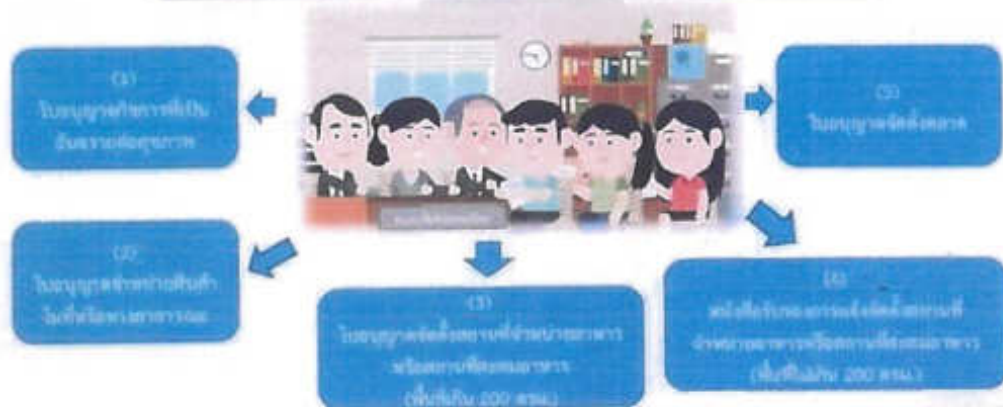 (1)
ใบอนุญาตกิจการที่เป็น
อันตรายต่อสุขภาพ
(5)
ใบอนุญาตจัดตั้งตลาด
(2)
ใบอนุญาตจำหน่ายสินค้า
ในที่หรือทางสาธารณะ
(3)
ใบอนุญาตจัดตั้งสถานที่จำหน่ายอาหาร
หรือสถานที่สะสมอาหาร
(พื้นที่เกิน 200 ตรม.)
(4)
หนังสือรับรองการแจ้งจัดตั้งสถานที่
จำหน่ายอาหารหรือสถานที่สะสมอาหาร
(พื้นที่ไม่เกิน 200 ตรม.)